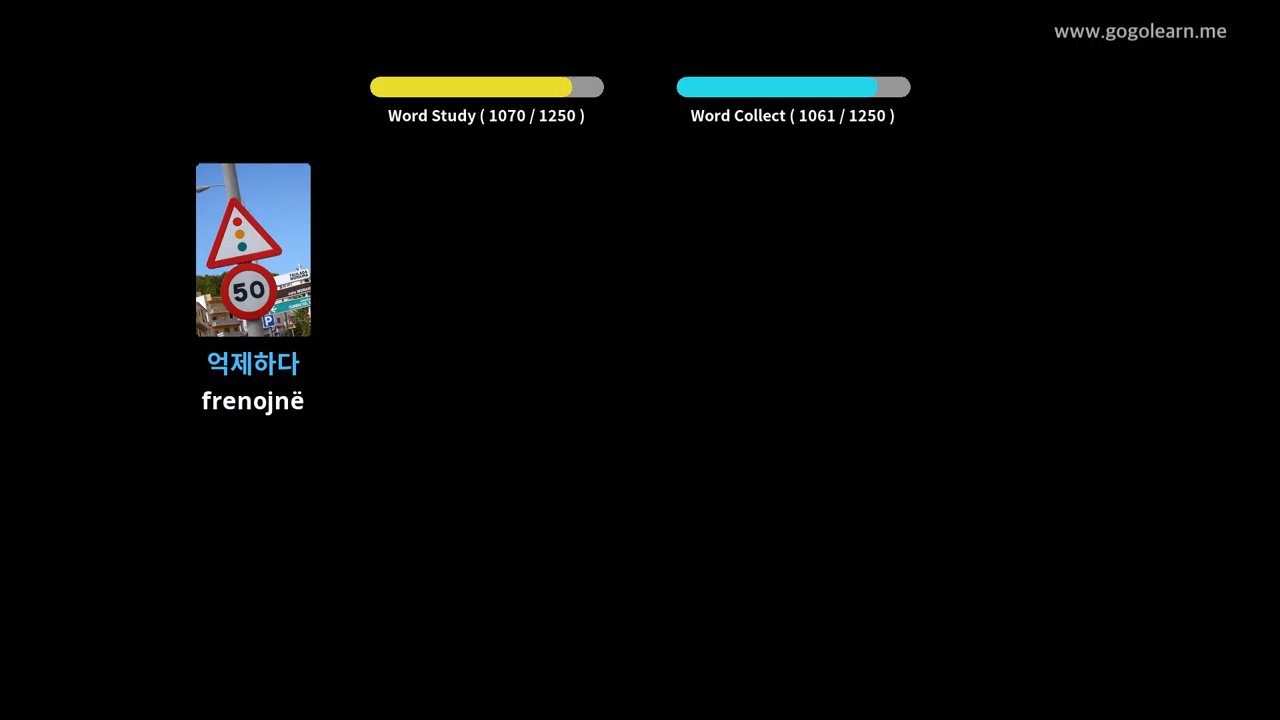 www.gogolearn.me
Word Study ( 1070 / 1250 )
Word Collect ( 1061 / 1250 )
50
P
억제하다
frenojnë